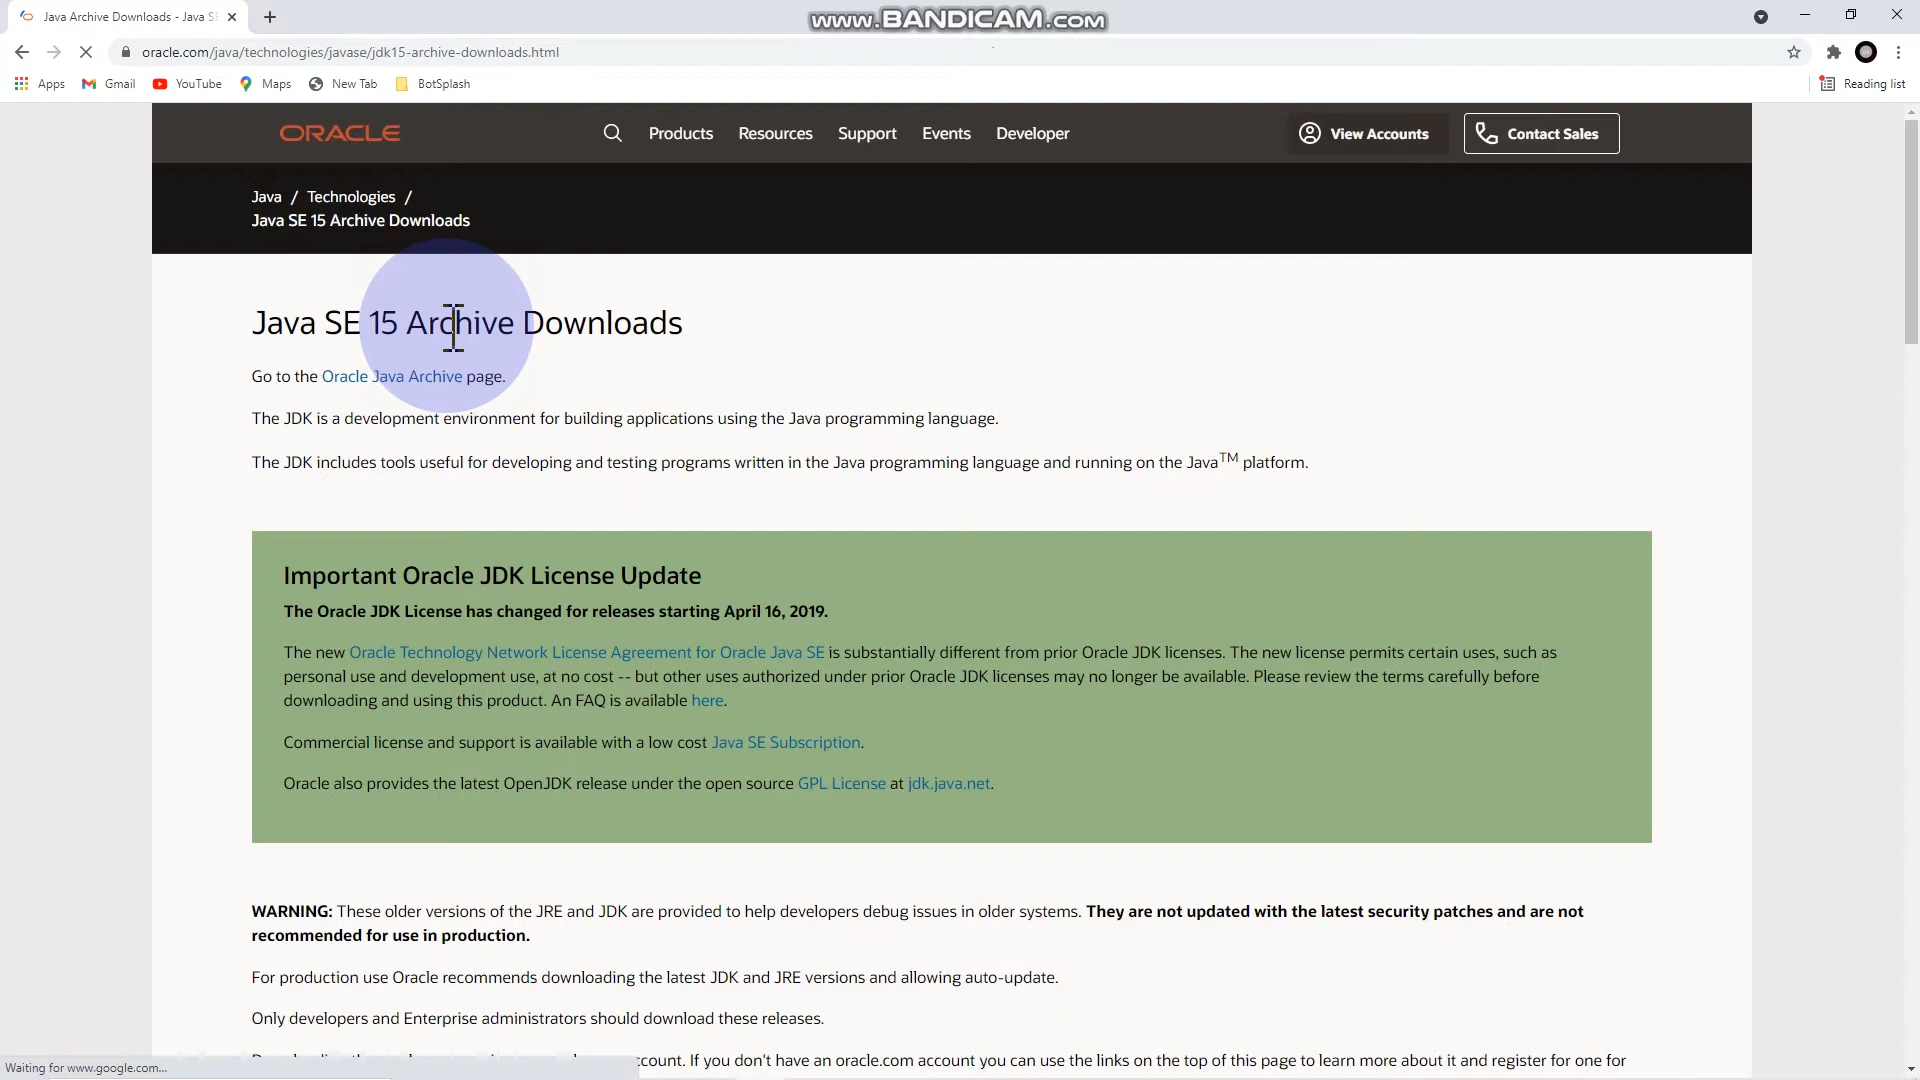 Java Archive Downloads - Java SE
www.BANDICAM.com
oracle.com/java/technologies/javase/jdk15-archive-downloads.html
Apps Gmail YouTube Maps New Tab BotSplash Reading list
ORACLE Products Resources Support Events Developer View Accounts Contact Sales
Java / Technologies /
Java SE 15 Archive Downloads
Java SE 15 Archive Downloads
Go to the Oracle Java Archive page.
The JDK is a development environment for building applications using the Java programming language.
The JDK includes tools useful for developing and testing programs written in the Java programming language and running on the Java™ platform.
Important Oracle JDK License Update
The Oracle JDK License has changed for releases starting April 16, 2019.
The new Oracle Technology Network License Agreement for Oracle Java SE is substantially different from prior Oracle JDK licenses. The new license permits certain uses, such as
personal use and development use, at no cost -- but other uses authorized under prior Oracle JDK licenses may no longer be available. Please review the terms carefully before
downloading and using this product. An FAQ is available here.
Commercial license and support is available with a low cost Java SE Subscription.
Oracle also provides the latest OpenJDK release under the open source GPL License at jdk.java.net.
WARNING: These older versions of the JRE and JDK are provided to help developers debug issues in older systems. They are not updated with the latest security patches and are not
recommended for use in production.
For production use Oracle recommends downloading the latest JDK and JRE versions and allowing auto-update.
Only developers and Enterprise administrators should download these releases.
If you don't have an oracle.com account you can use the links on the top of this page to learn more about it and register for one for
Waiting for www.google.com...